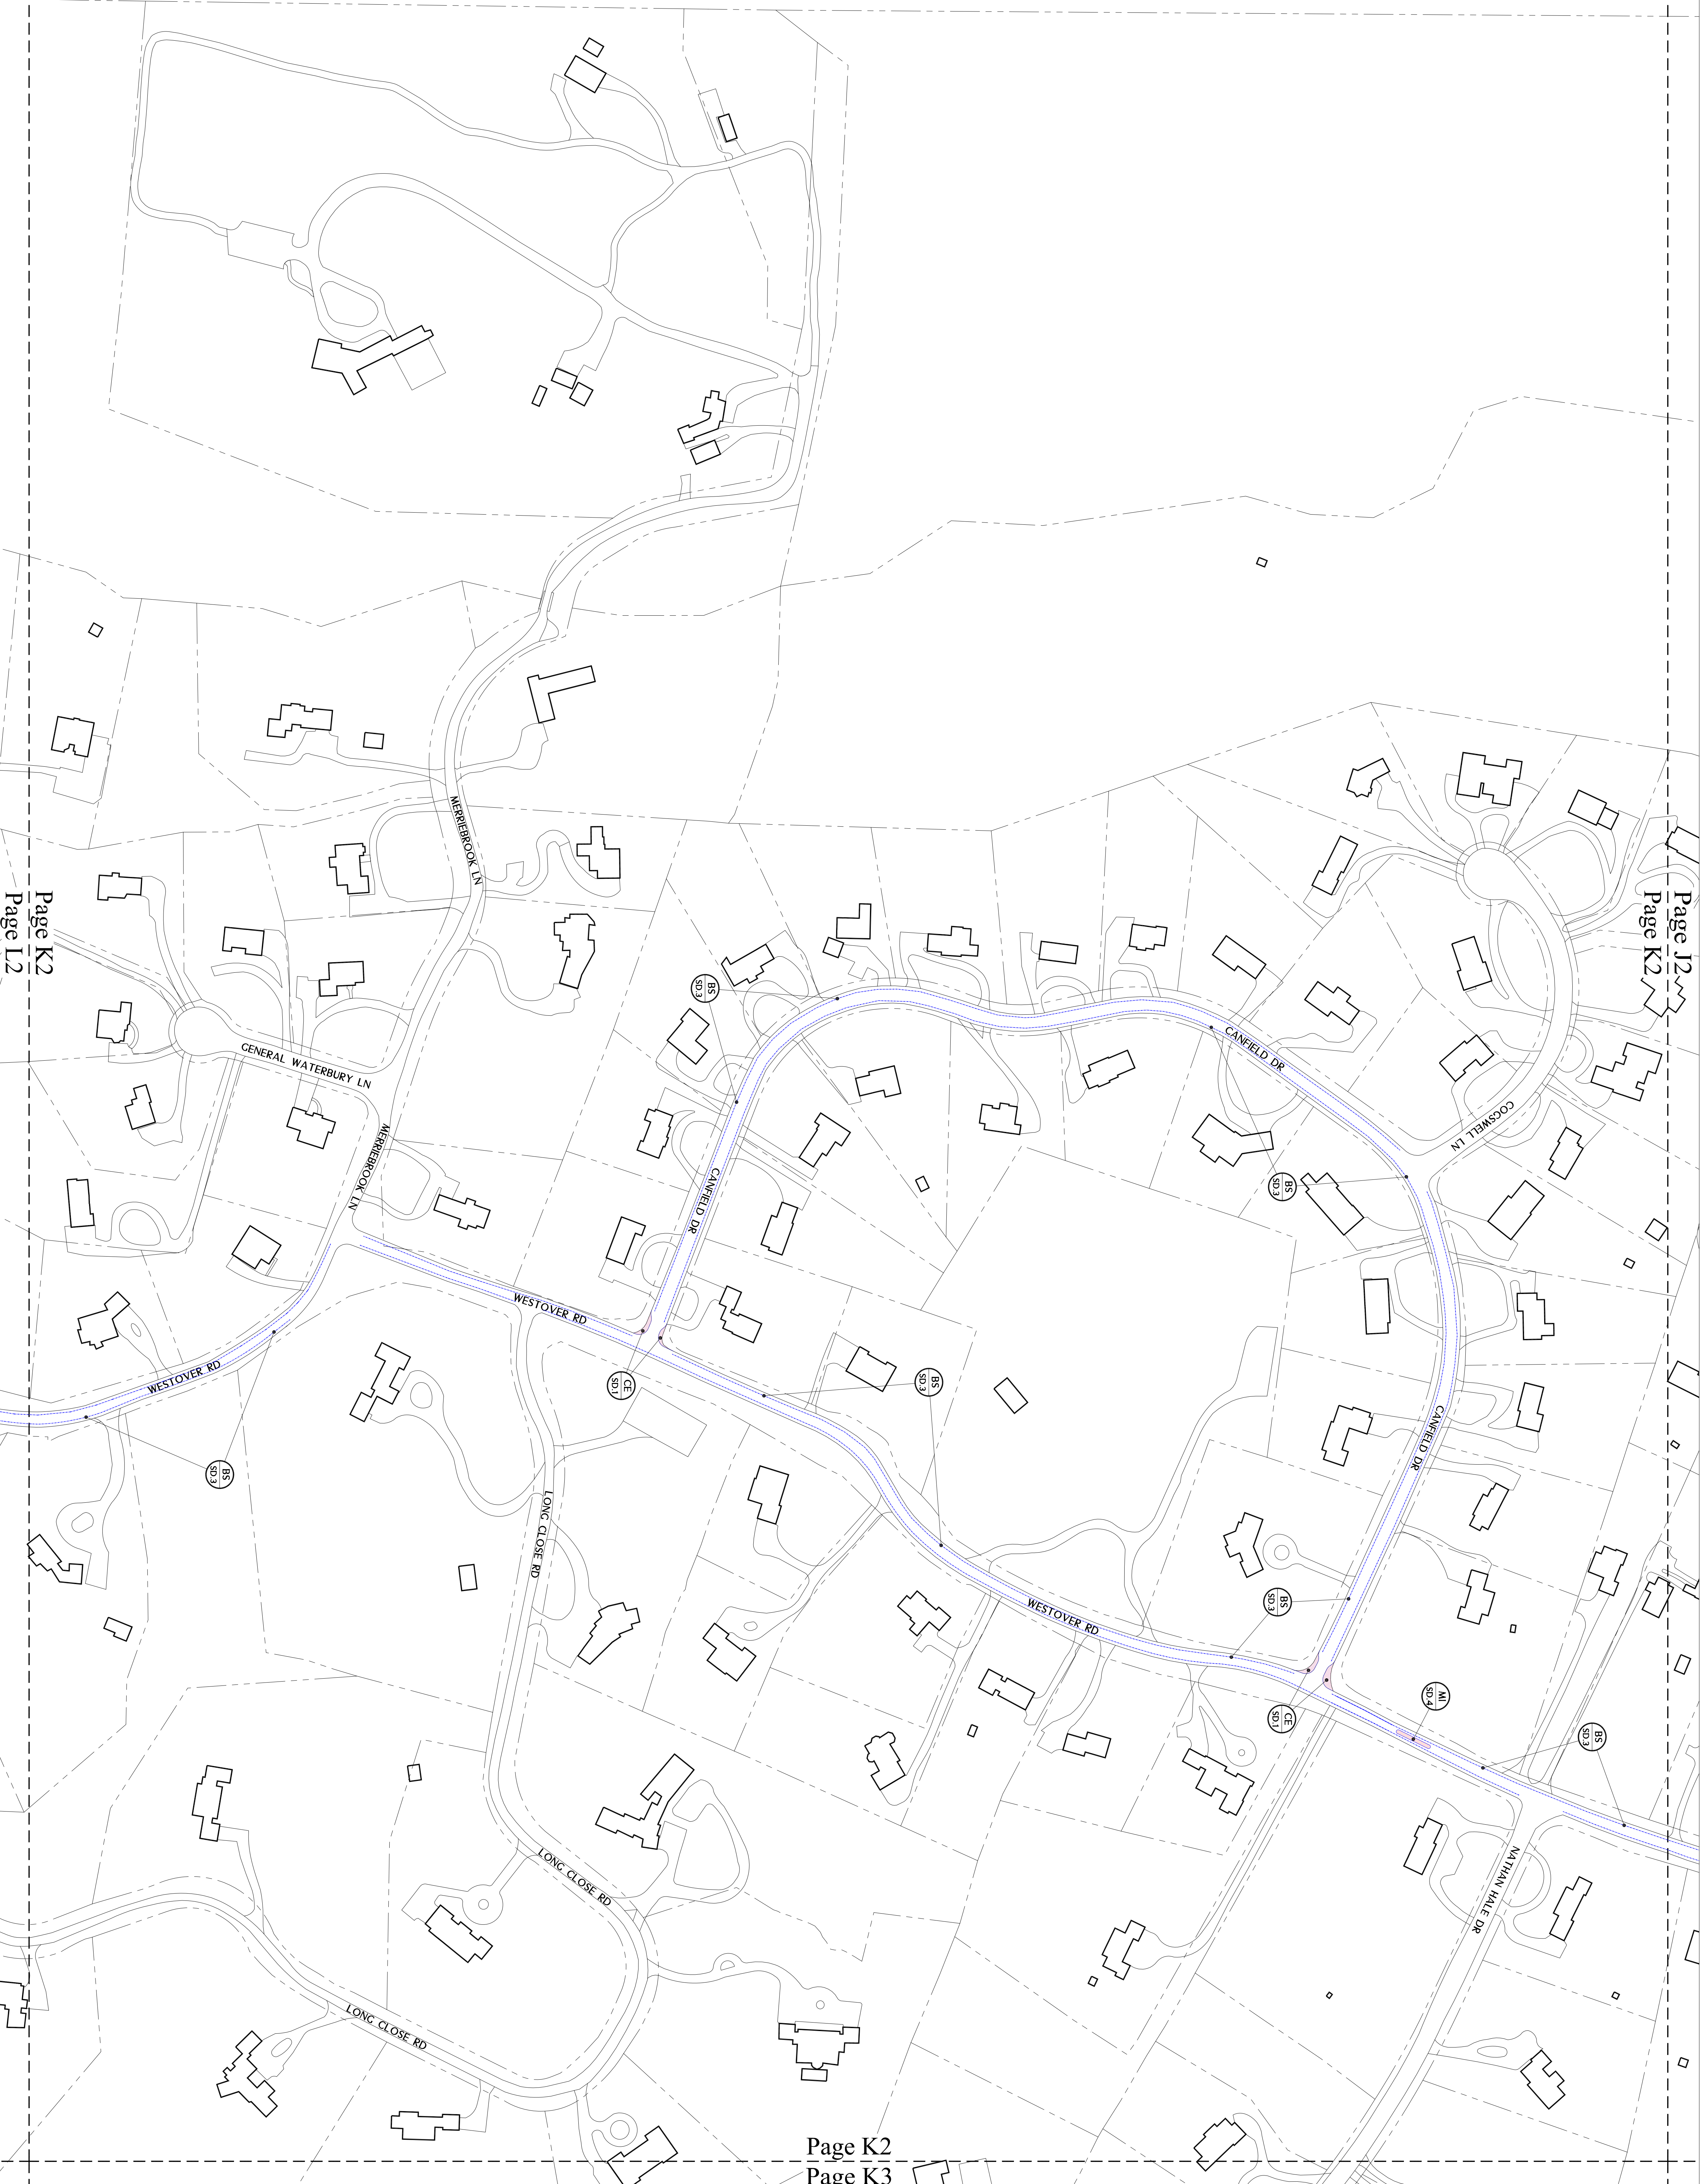 MERRIEBROOK LN
Page J2
Page K2
Page K2
Page L2
BS
SD.3
GENERAL WATERBURY LN
CANFIELD DR
COGSWELL LN
MERRIEBROOK LN
CANFIELD DR
BS
SD.3
WESTOVER RD
WESTOVER RD
CE
SD.1
BS
SD.3
CANFIELD DR
BS
SD.3
LONG CLOSE RD
BS
SD.3
WESTOVER RD
CE
SD.1
MI
SD.4
BS
SD.3
LONG CLOSE RD
NATHAN HALE DR
LONG CLOSE RD
Page K2
Page K3